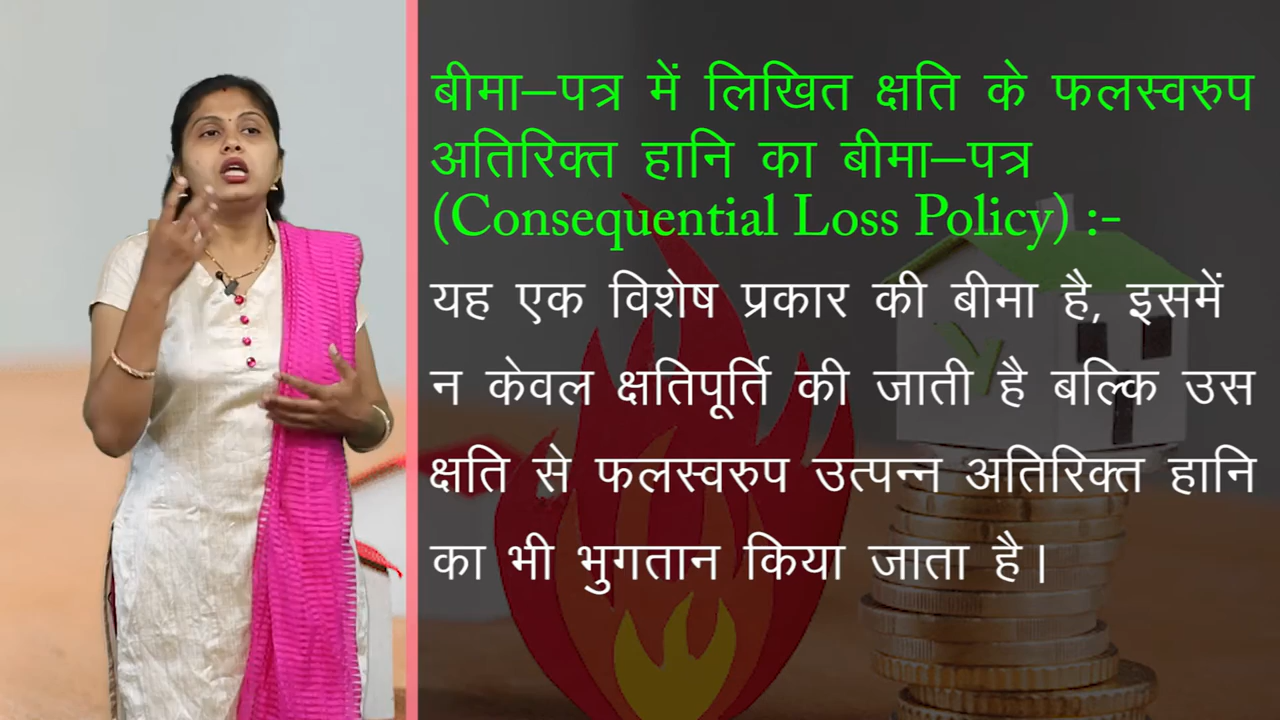 बीमा–पत्र में लिखित क्षति के फलस्वरुप
अतिरिक्त हानि का बीमा–पत्र
(Consequential Loss Policy) :-
यह एक विशेष प्रकार की बीमा है, इसमें
न केवल क्षतिपूर्ति की जाती है बल्कि उस
क्षति से फलस्वरुप उत्पन्न अतिरिक्त हानि
का भी भुगतान किया जाता है।